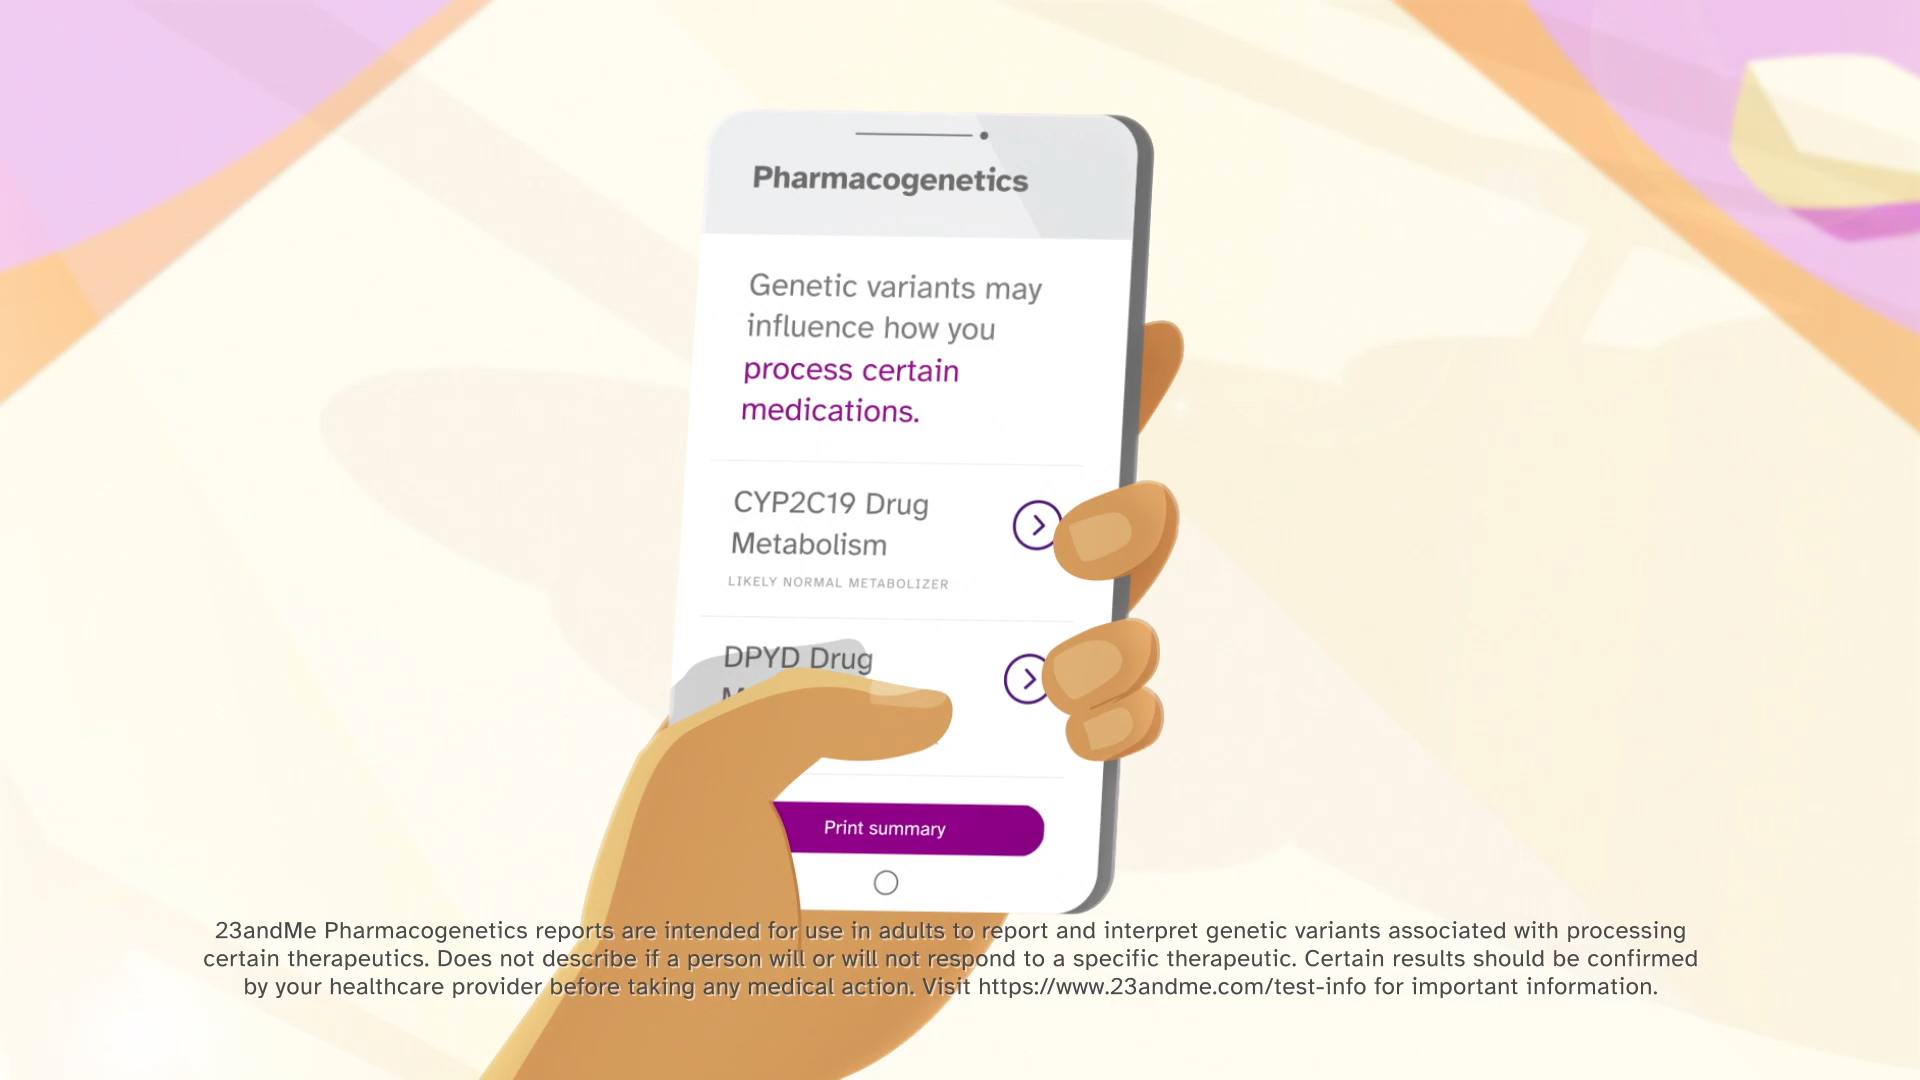 Pharmacogenetics
Genetic variants may
influence how you
process certain
medications.
CYP2C19 Drug
Metabolism
LIKELY NORMAL METABOLIZER
DPYD Drug
Print summary
23andMe Pharmacogenetics reports are intended for use in adults to report and interpret genetic variants associated with processing
certain therapeutics. Does not describe if a person will or will not respond to a specific therapeutic. Certain results should be confirmed
by your healthcare provider before taking any medical action. Visit https://www.23andme.com/test-info for important information.